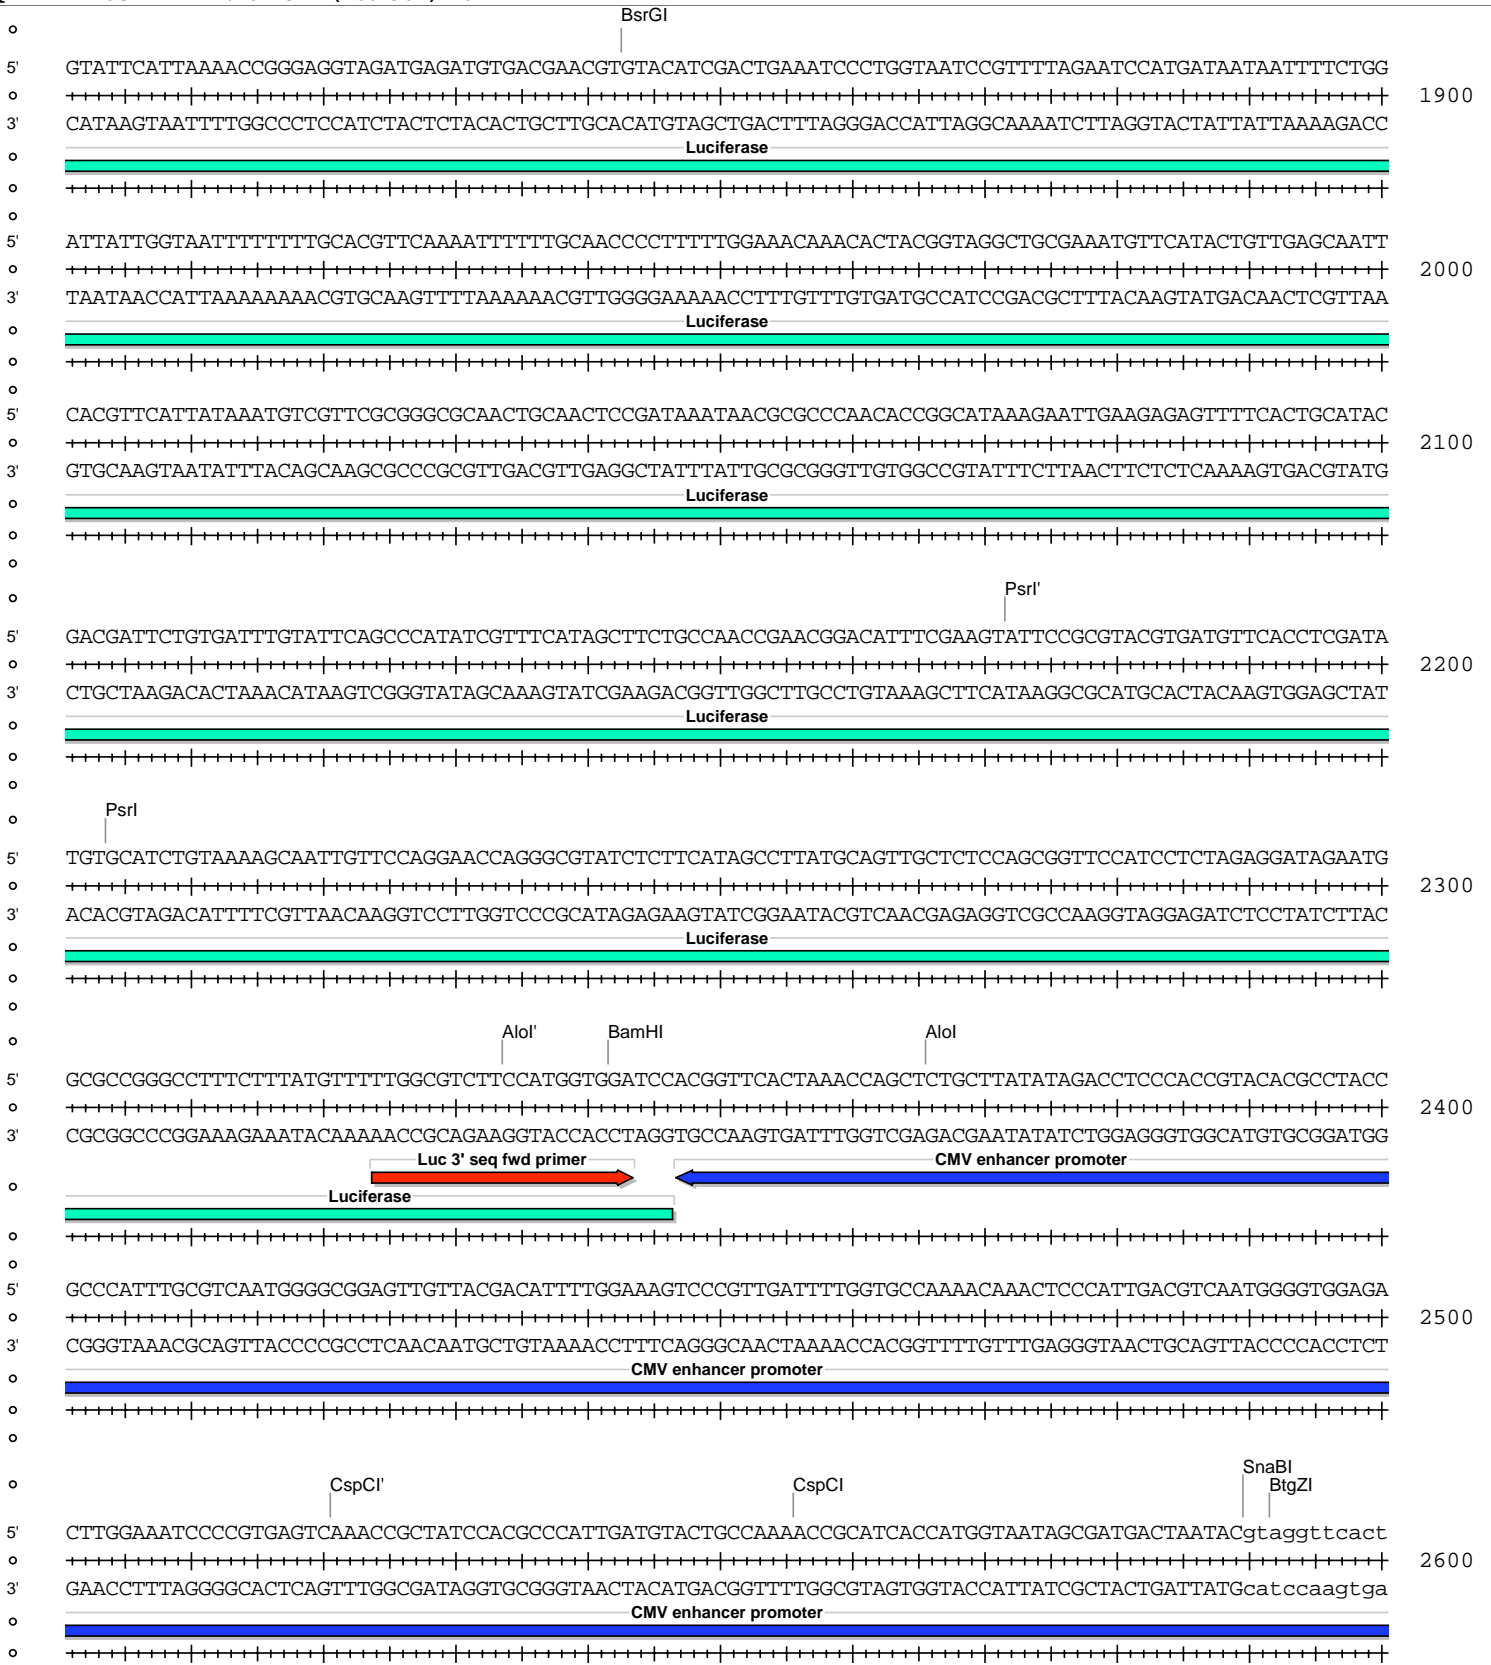 BsrGI
5' GTATTCATTAAAACCGGGAGGTAGATGAGATGTGACGAACGTGTACATCGACTGAAATCCCTGGTAATCCGTTTTAGAATCCATGATAATAATTTTCTGG
1900
3' CATAAGTAATTTTGGCCCTCCATCTACTCTACACTGCTTGCACATGTAGCTGACTTTAGGGACCATTAGGCAAAATCTTAGGTACTATTATTAAAAGACC
Luciferase
5' ATTATTGGTAATTTTTTTTGCACGTTCAAAATTTTTTGCAACCCCTTTTTGGAAACAAACACTACGGTAGGCTGCGAAATGTTCATACTGTTGAGCAATT
2000
3' TAATAACCATTAAAAAAAACGTGCAAGTTTTAAAAAACGTTGGGGAAAAACCTTTGTTTGTGATGCCATCCGACGCTTTACAAGTATGACAACTCGTTAA
Luciferase
5' CACGTTCATTATAAATGTCGTTCGCGGGCGCAACTGCAACTCCGATAAATAACGCGCCCAACACCGGCATAAAGAATTGAAGAGAGTTTTCACTGCATAC
2100
3' GTGCAAGTAATATTTACAGCAAGCGCCCGCGTTGACGTTGAGGCTATTTATTGCGCGGGTTGTGGCCGTATTTCTTAACTTCTCTCAAAAGTGACGTATG
Luciferase
PsrI'
5' GACGATTCTGTGATTTGTATTCAGCCCATATCGTTTCATAGCTTCTGCCAACCGAACGGACATTTCGAAGTATTCCGCGTACGTGATGTTCACCTCGATA
2200
3' CTGCTAAGACACTAAACATAAGTCGGGTATAGCAAAGTATCGAAGACGGTTGGCTTGCCTGTAAAGCTTCATAAGGCGCATGCACTACAAGTGGAGCTAT
Luciferase
PsrI
5' TGTGCATCTGTAAAAGCAATTGTTCCAGGAACCAGGGCGTATCTCTTCATAGCCTTATGCAGTTGCTCTCCAGCGGTTCCATCCTCTAGAGGATAGAATG
2300
3' ACACGTAGACATTTTCGTTAACAAGGTCCTTGGTCCCGCATAGAGAAGTATCGGAATACGTCAACGAGAGGTCGCCAAGGTAGGAGATCTCCTATCTTAC
Luciferase
AloI' BamHI AloI
5' GCGCCGGGCCTTTCTTTATGTTTTTGGCGTCTTCCATGGTGGATCCACGGTTCACTAAACCAGCTCTGCTTATATAGACCTCCCACCGTACACGCCTACC
2400
3' CGCGGCCCGGAAAGAAATACAAAAACCGCAGAAGGTACCACCTAGGTGCCAAGTGATTTGGTCGAGACGAATATATCTGGAGGGTGGCATGTGCGGATGG
Luc 3' seq fwd primer CMV enhancer promoter
Luciferase
5' GCCCATTTGCGTCAATGGGGCGGAGTTGTTACGACATTTTGGAAAGTCCCGTTGATTTTGGTGCCAAAACAAACTCCCATTGACGTCAATGGGGTGGAGA
2500
3' CGGGTAAACGCAGTTACCCCGCCTCAACAATGCTGTAAAACCTTTCAGGGCAACTAAAACCACGGTTTTGTTTGAGGGTAACTGCAGTTACCCCACCTCT
CMV enhancer promoter
SnaBI
CspCI' CspCI BtgZI
5' CTTGGAAATCCCCGTGAGTCAAACCGCTATCCACGCCCATTGATGTACTGCCAAAACCGCATCACCATGGTAATAGCGATGACTAATACgtaggttcact
2600
3' GAACCTTTAGGGGCACTCAGTTTGGCGATAGGTGCGGGTAACTACATGACGGTTTTGGCGTAGTGGTACCATTATCGCTACTGATTATGcatccaagtga
CMV enhancer promoter